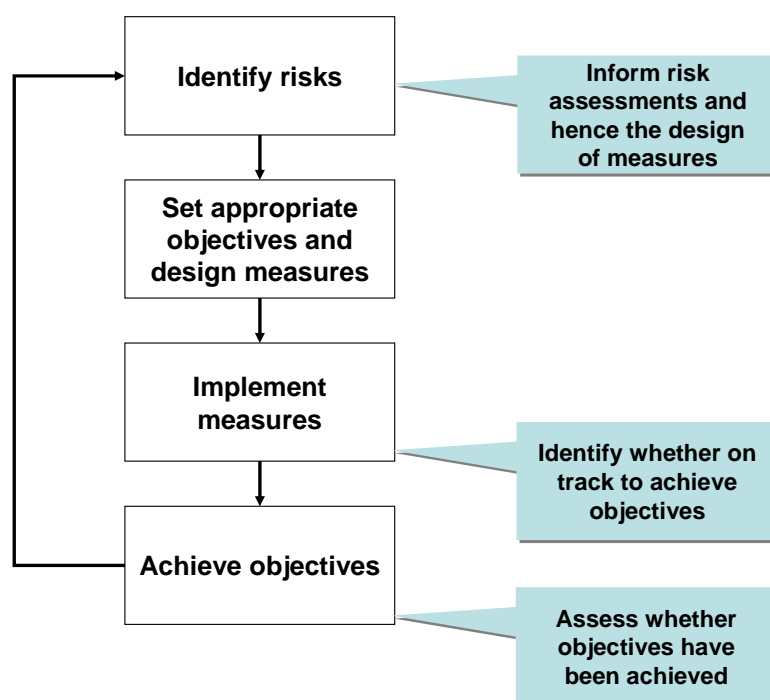 Identify risks
Inform risk
assessments and
hence the design
of measures
Set appropriate
objectives and
design measures
Implement
measures
Identify whether on
track to achieve
objectives
Achieve objectives
Assess whether
objectives have
been achieved